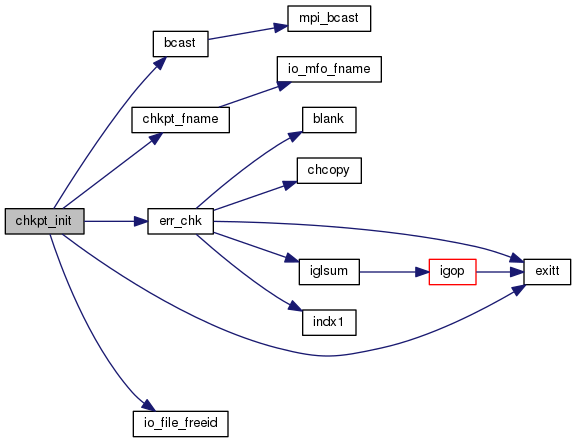 mpi_bcast
bcast
io_mfo_fname
chkpt_fname
blank
chcopy
chkpt_init
err_chk
iglsum
igop
exitt
indx1
io_file_freeid